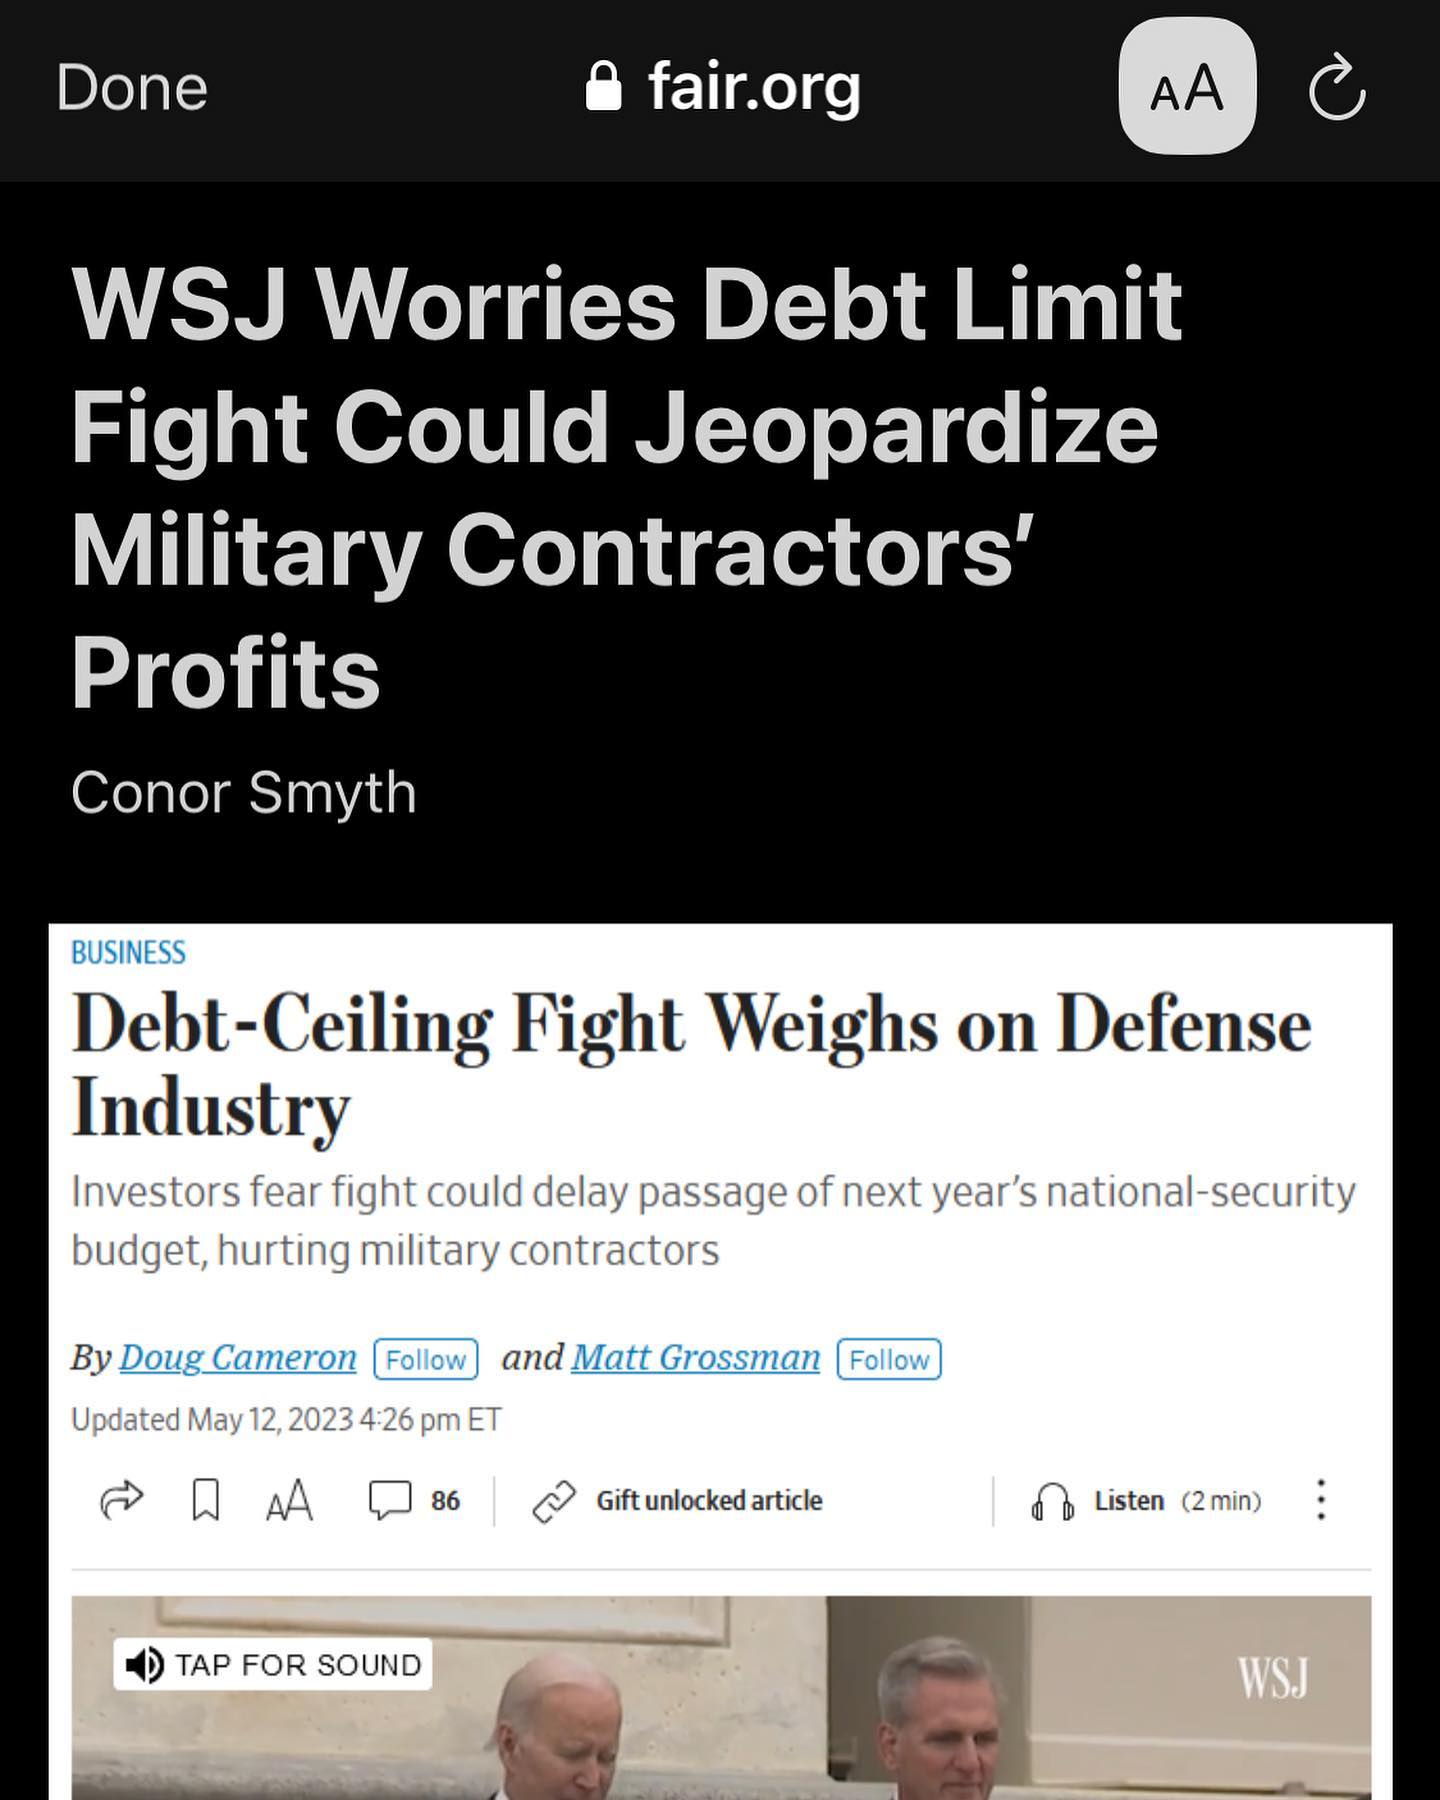 Done
fair.org
AA
WSJ Worries Debt Limit
Fight Could Jeopardize
Military Contractors’
Profits
Conor Smyth
BUSINESS
Debt-Ceiling Fight Weighs on Defense
Industry
Investors fear fight could delay passage of next year’s national-security
budget, hurting military contractors
By Doug Cameron Follow and Matt Grossman Follow
Updated May 12, 2023 4:26 pm ET
AA 86 Gift unlocked article Listen (2 min)
TAP FOR SOUND
WSJ